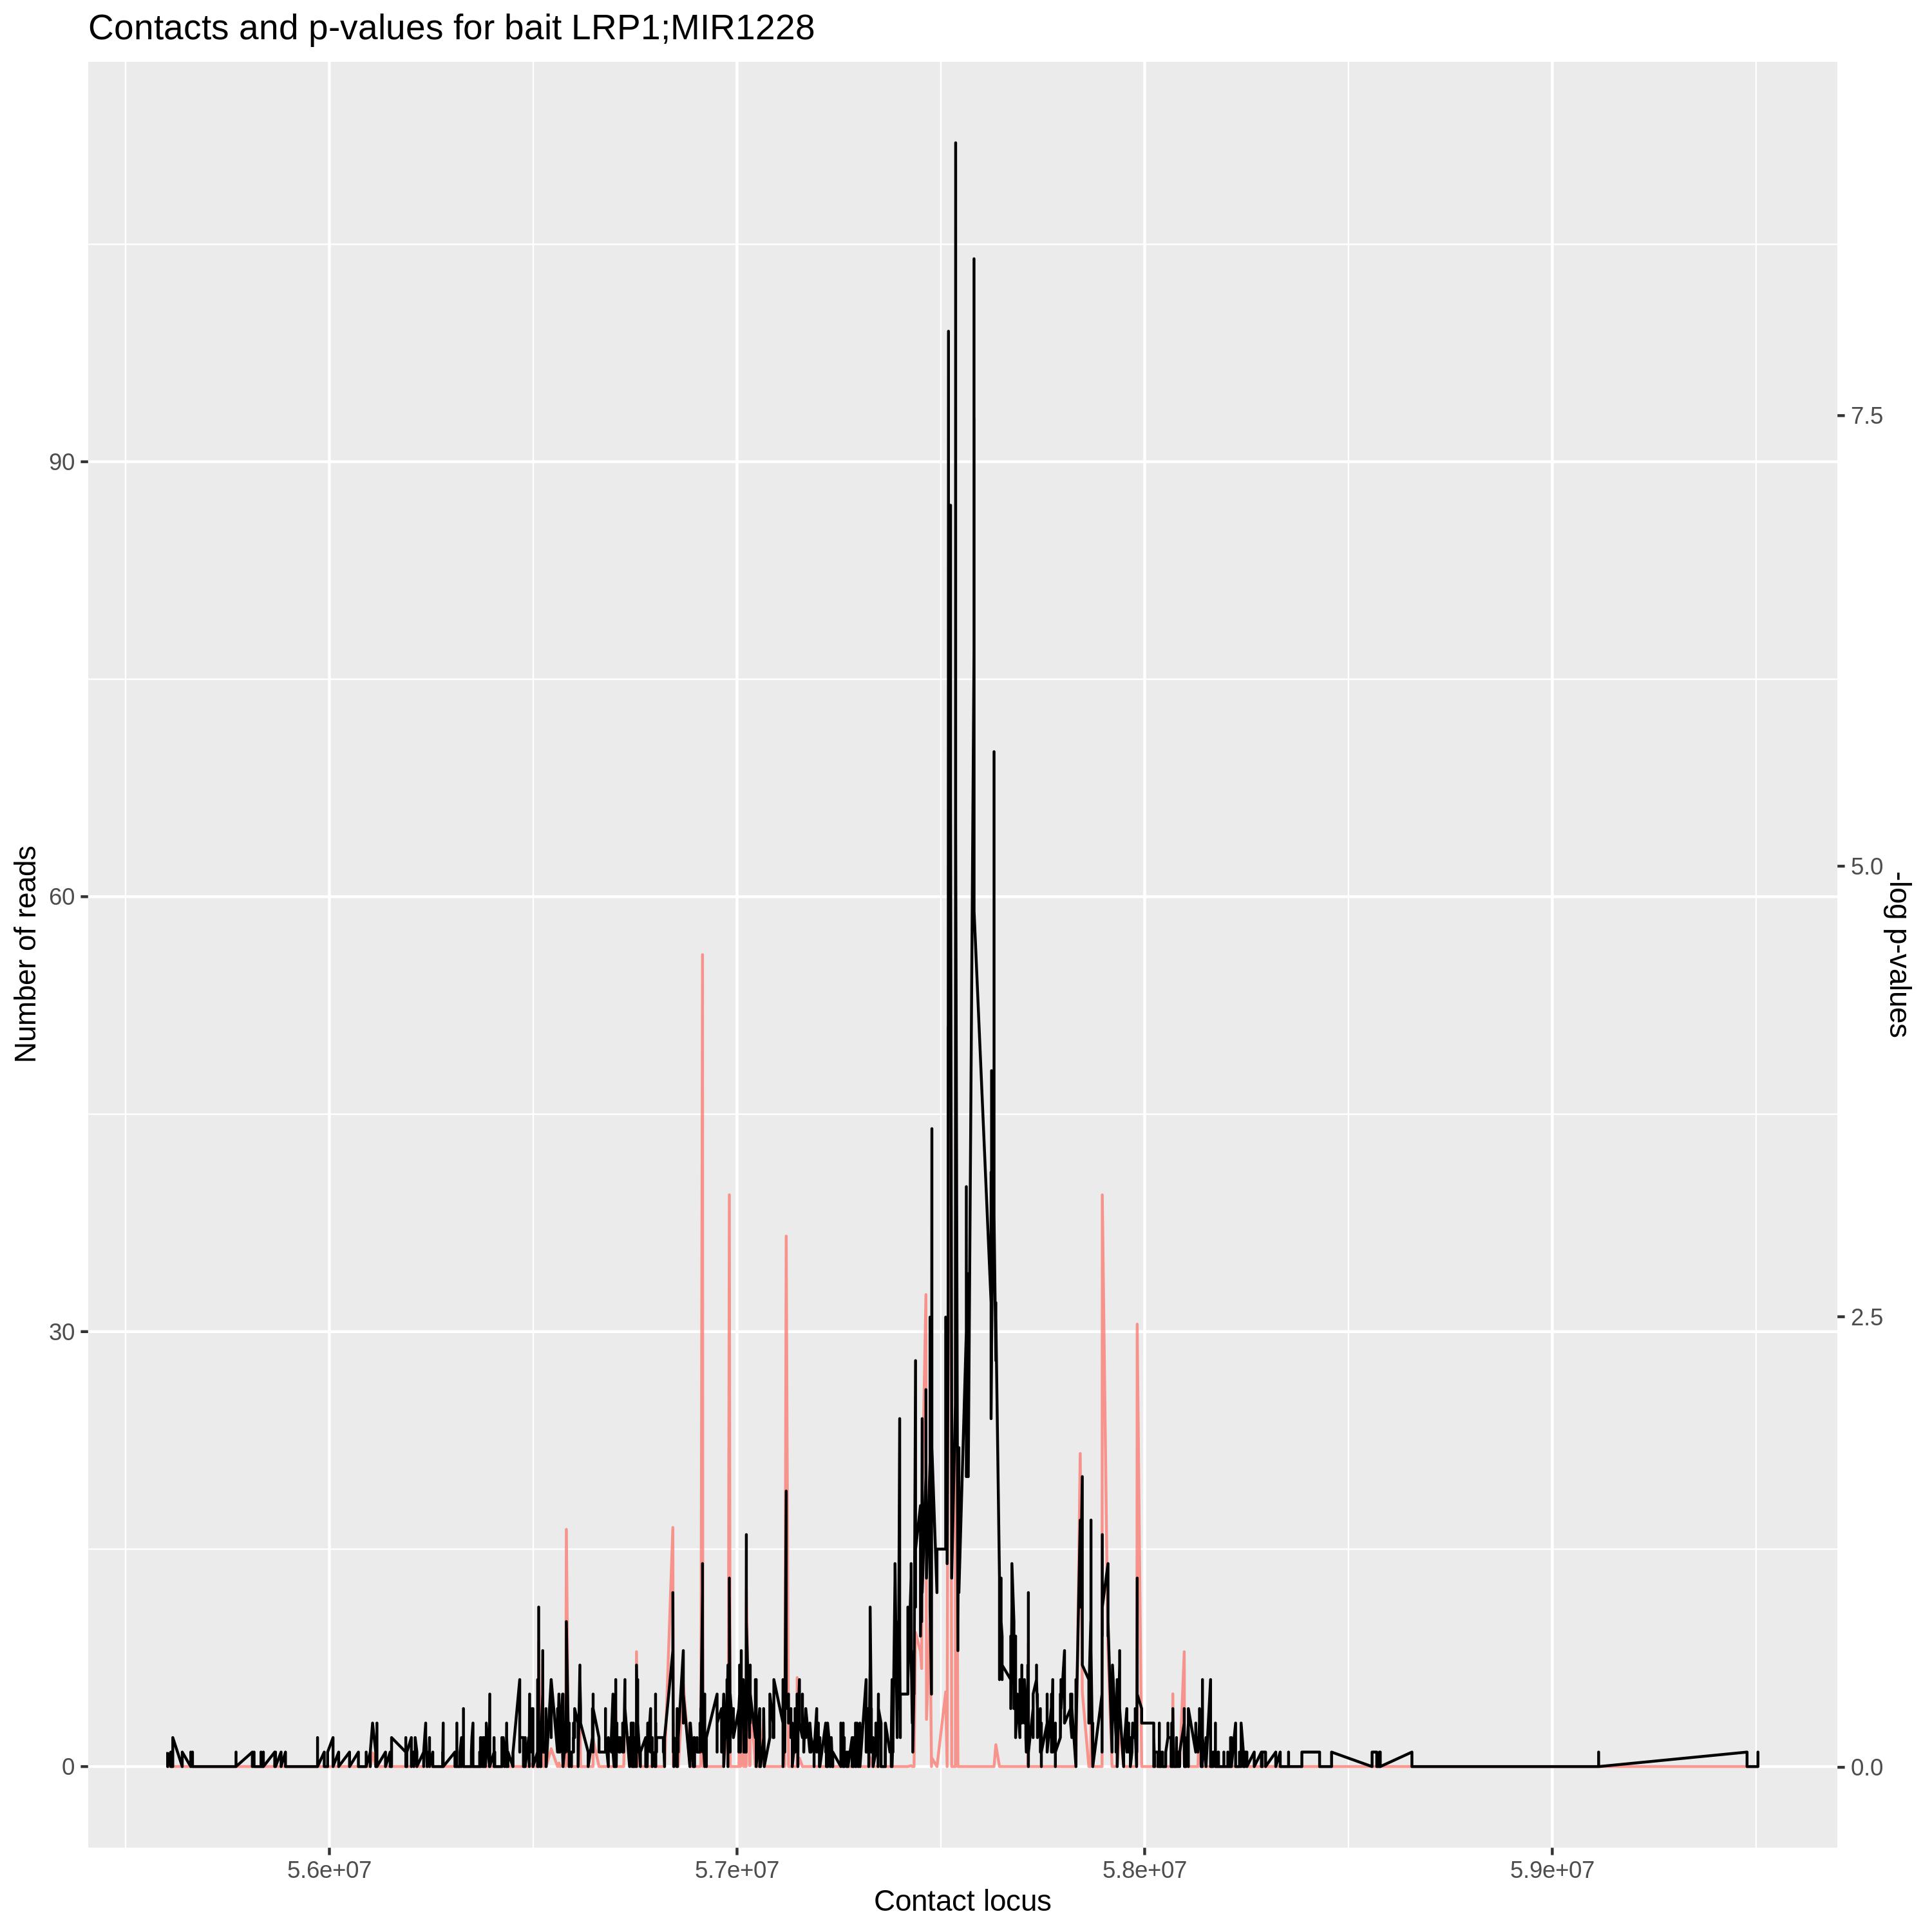 Contacts and p-values for bait LRP1;MIR1228
Number of reads
90
60
30
0
7.5
5.0
2.5
0.0
-log p-values
5.6e+07
5.7e+07
5.8e+07
5.9e+07
Contact locus